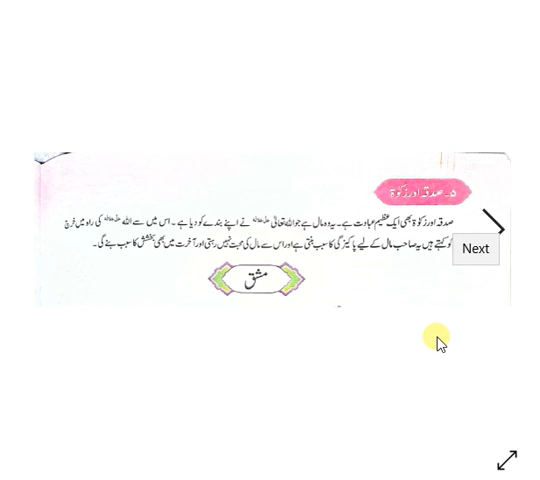 ۵۔ صدقہ اور زکوٰۃ
صدقہ اور زکوٰۃ بھی ایک عظیم عبادت ہے۔ یہ وہ مال ہے جو اللہ تعالیٰ نے اپنے بندے کو دیا ہے ۔ اس میں سے اللہ کی راہ میں خرچ
کو کہتے ہیں یہ صاحب مال کے لیے پاکیزگی کا سبب بنتی ہے اور اس سے مال کی محبت نہیں رہتی اور آخرت میں بھی بخشش کا سبب بنے گی۔
Next
مشق